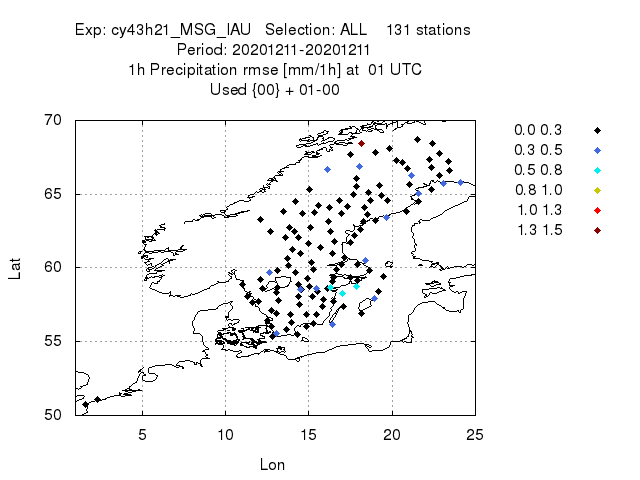 Exp: cy43h21_MSG_IAU   Selection: ALL    131 stations
Period: 20201211-20201211
1h Precipitation rmse [mm/1h] at  01 UTC
Used {00} + 01-00
70
65
60
55
50
Lat
5 10 15 20 25
Lon
0.0 0.3
0.3 0.5
0.5 0.8
0.8 1.0
1.0 1.3
1.3 1.5